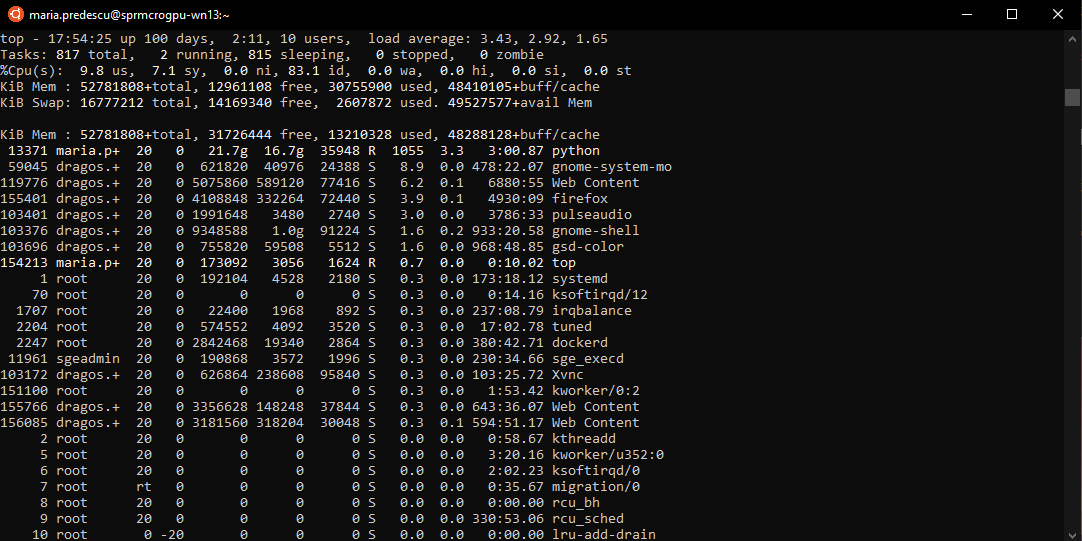 maria.predescu@sprmcrogpu-wn13:~
top - 17:54:25 up 100 days,  2:11, 10 users,  load average: 3.43, 2.92, 1.65
Tasks: 817 total,   2 running, 815 sleeping,   0 stopped,   0 zombie
%Cpu(s):  9.8 us,  7.1 sy,  0.0 ni, 83.1 id,  0.0 wa,  0.0 hi,  0.0 si,  0.0 st
KiB Mem : 52781808+total, 12961108 free, 30755900 used, 48410105+buff/cache
KiB Swap: 16777212 total, 14169340 free,  2607872 used. 49527577+avail Mem
KiB Mem : 52781808+total, 31726444 free, 13210328 used, 48288128+buff/cache
 13371 maria.p+  20   0   21.7g  16.7g  35948 R  1055  3.3   3:00.87 python
 59045 dragos.+  20   0  621820  40976  24388 S   8.9  0.0 478:22.07 gnome-system-mo
119776 dragos.+  20   0 5075860 589120  77416 S   6.2  0.1   6880:55 Web Content
155401 dragos.+  20   0 4108848 332264  72440 S   3.9  0.1   4930:09 firefox
103401 dragos.+  20   0 1991648   3480   2740 S   3.0  0.0   3786:33 pulseaudio
103376 dragos.+  20   0 9348588   1.0g  91224 S   1.6  0.2 933:20.58 gnome-shell
103696 dragos.+  20   0  755820  59508   5512 S   1.6  0.0 968:48.85 gsd-color
154213 maria.p+  20   0  173092   3056   1624 R   0.7  0.0   0:10.02 top
     1 root      20   0  192104   4528   2180 S   0.3  0.0 173:18.12 systemd
    70 root      20   0       0      0      0 S   0.3  0.0   0:14.16 ksoftirqd/12
  1707 root      20   0   22400   1968    892 S   0.3  0.0 237:08.79 irqbalance
  2204 root      20   0  574552   4092   3520 S   0.3  0.0  17:02.78 tuned
  2247 root      20   0 2842468  19340   2864 S   0.3  0.0 380:42.71 dockerd
 11961 sgeadmin  20   0  190868   3572   1996 S   0.3  0.0 230:34.66 sge_execd
103172 dragos.+  20   0  626864 238608  95840 S   0.3  0.0 103:25.72 Xvnc
151100 root      20   0       0      0      0 S   0.3  0.0   1:53.42 kworker/0:2
155766 dragos.+  20   0 3356628 148248  37844 S   0.3  0.0 643:36.07 Web Content
156085 dragos.+  20   0 3181560 318204  30048 S   0.3  0.1 594:51.17 Web Content
     2 root      20   0       0      0      0 S   0.0  0.0   0:58.67 kthreadd
     5 root      20   0       0      0      0 S   0.0  0.0   3:20.16 kworker/u352:0
     6 root      20   0       0      0      0 S   0.0  0.0   2:02.23 ksoftirqd/0
     7 root      rt   0       0      0      0 S   0.0  0.0   0:35.67 migration/0
     8 root      20   0       0      0      0 S   0.0  0.0   0:00.00 rcu_bh
     9 root      20   0       0      0      0 S   0.0  0.0 330:53.06 rcu_sched
    10 root       0 -20       0      0      0 S   0.0  0.0   0:00.00 lru-add-drain